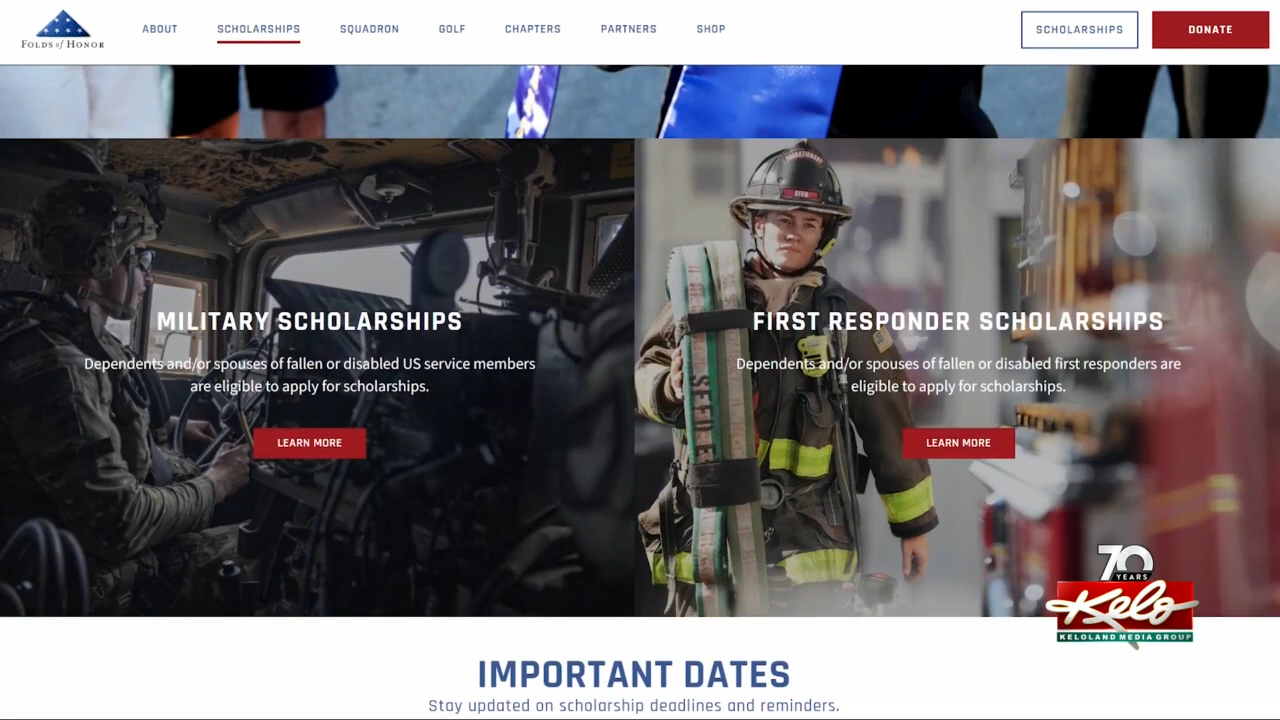 FOLDS of HONOR
ABOUT
SCHOLARSHIPS
SQUADRON
GOLF
CHAPTERS
PARTNERS
SHOP
SCHOLARSHIPS
DONATE
MILITARY SCHOLARSHIPS
Dependents and/or spouses of fallen or disabled US service members
are eligible to apply for scholarships.
LEARN MORE
FIRST RESPONDER SCHOLARSHIPS
Dependents and/or spouses of fallen or disabled first responders are
eligible to apply for scholarships.
LEARN MORE
70
YEARS
Kelo
KELOLAND MEDIA GROUP
IMPORTANT DATES
Stay updated on scholarship deadlines and reminders.